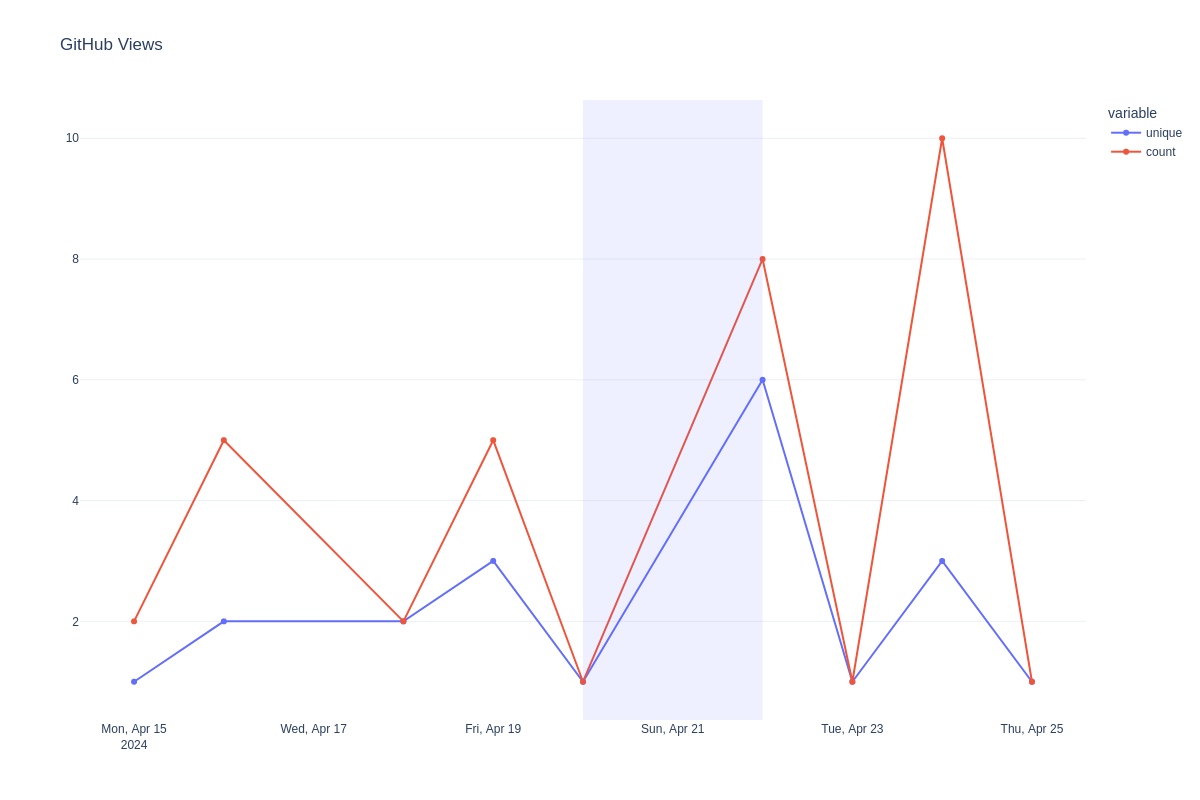 GitHub Views
variable
unique
count
10
8
6
4
2
Mon, Apr 15
2024
Wed, Apr 17
Fri, Apr 19
Sun, Apr 21
Tue, Apr 23
Thu, Apr 25